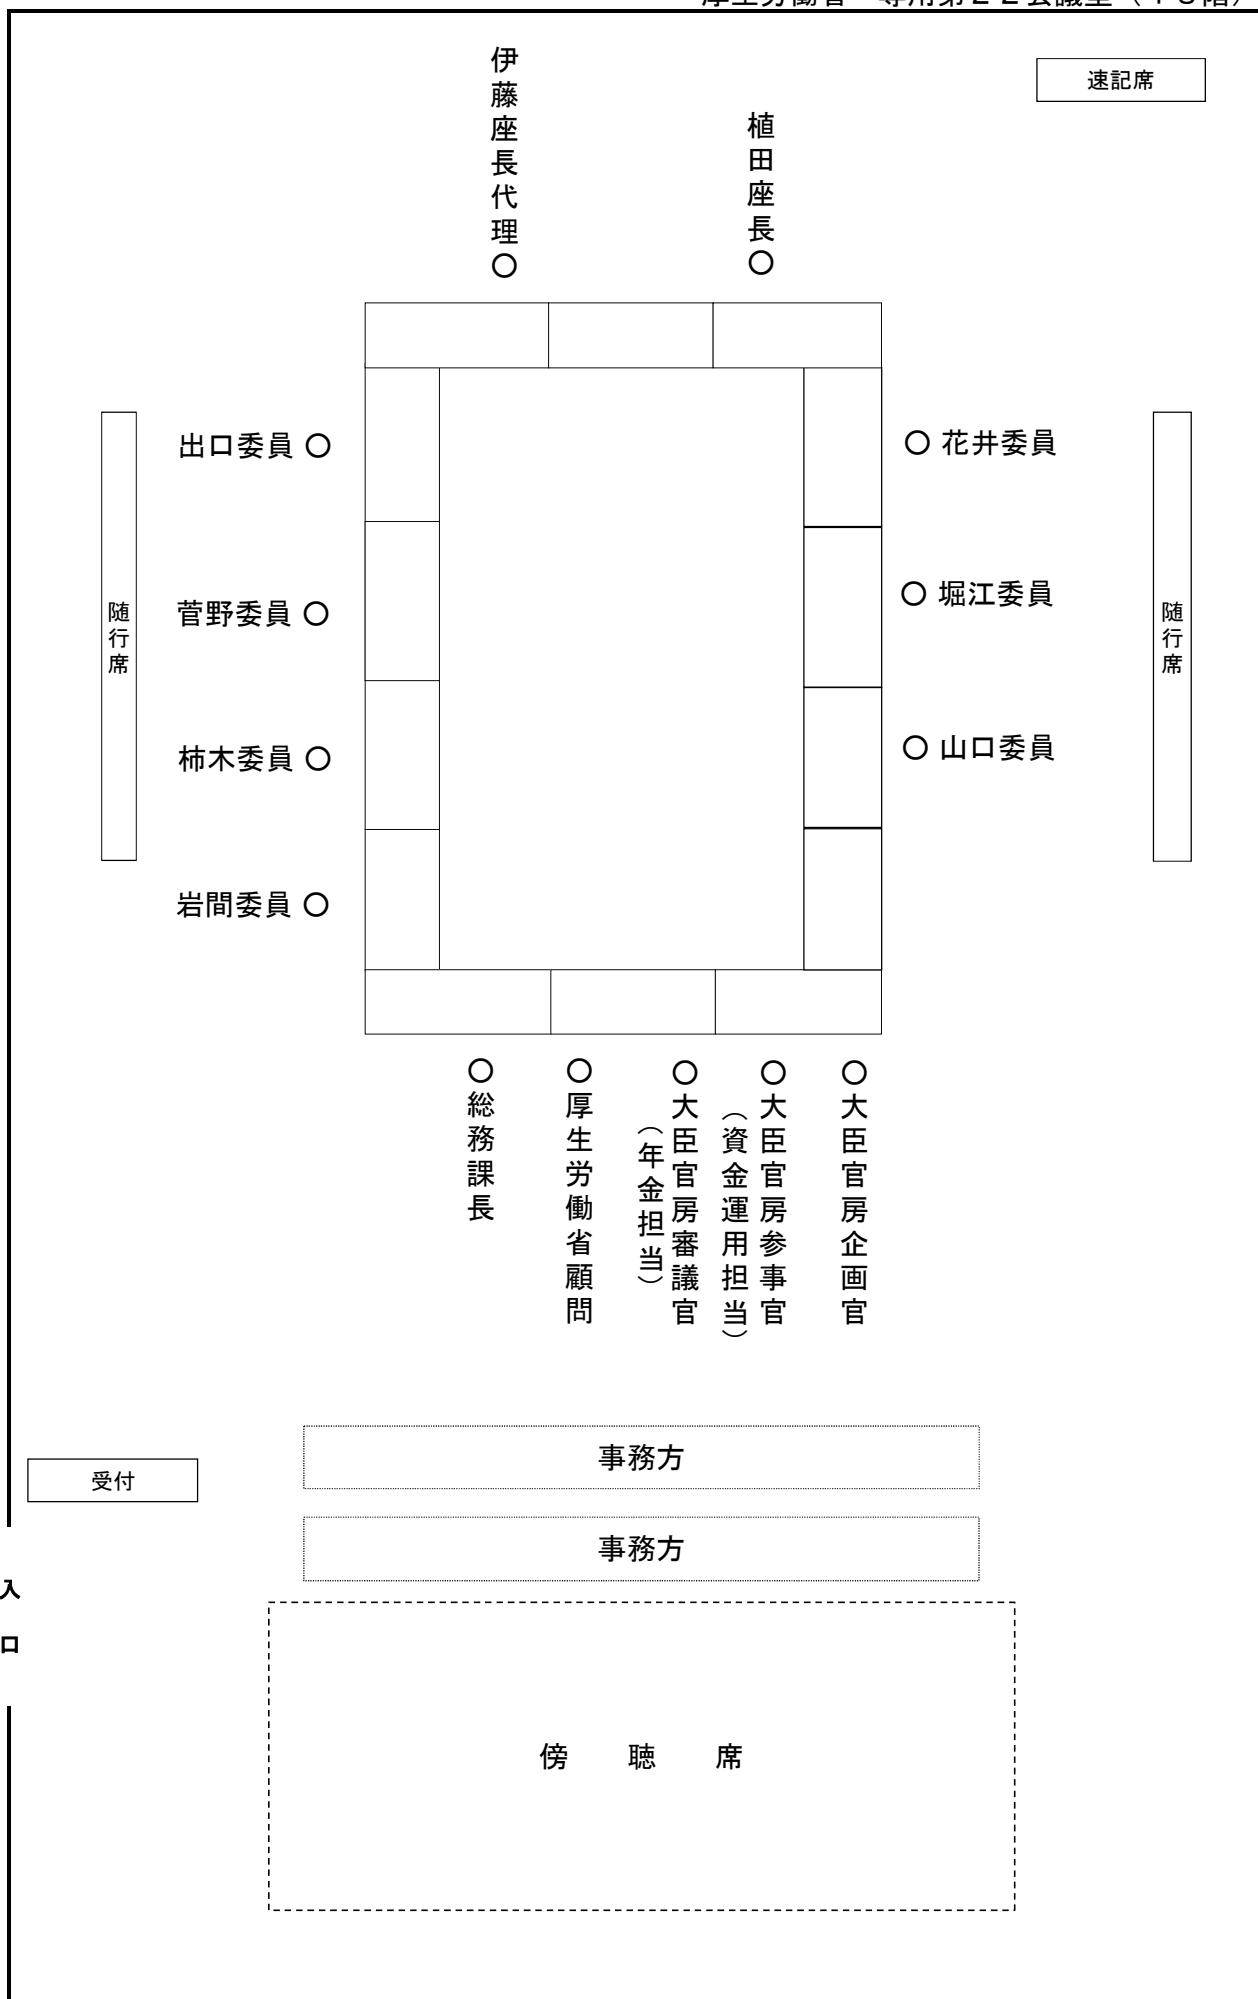 厚生労働省 専用第２２会議室（１８階）
速記席
伊藤座長代理○
植田座長○
出口委員 ○
○ 花井委員
菅野委員 ○
○ 堀江委員
随行席
随行席
柿木委員 ○
○ 山口委員
岩間委員 ○
○総務課長
○厚生労働省顧問
○大臣官房審議官
（年金担当）
○大臣官房参事官
（資金運用担当）
○大臣官房企画官
事務方
受付
事務方
入口
傍 聴 席